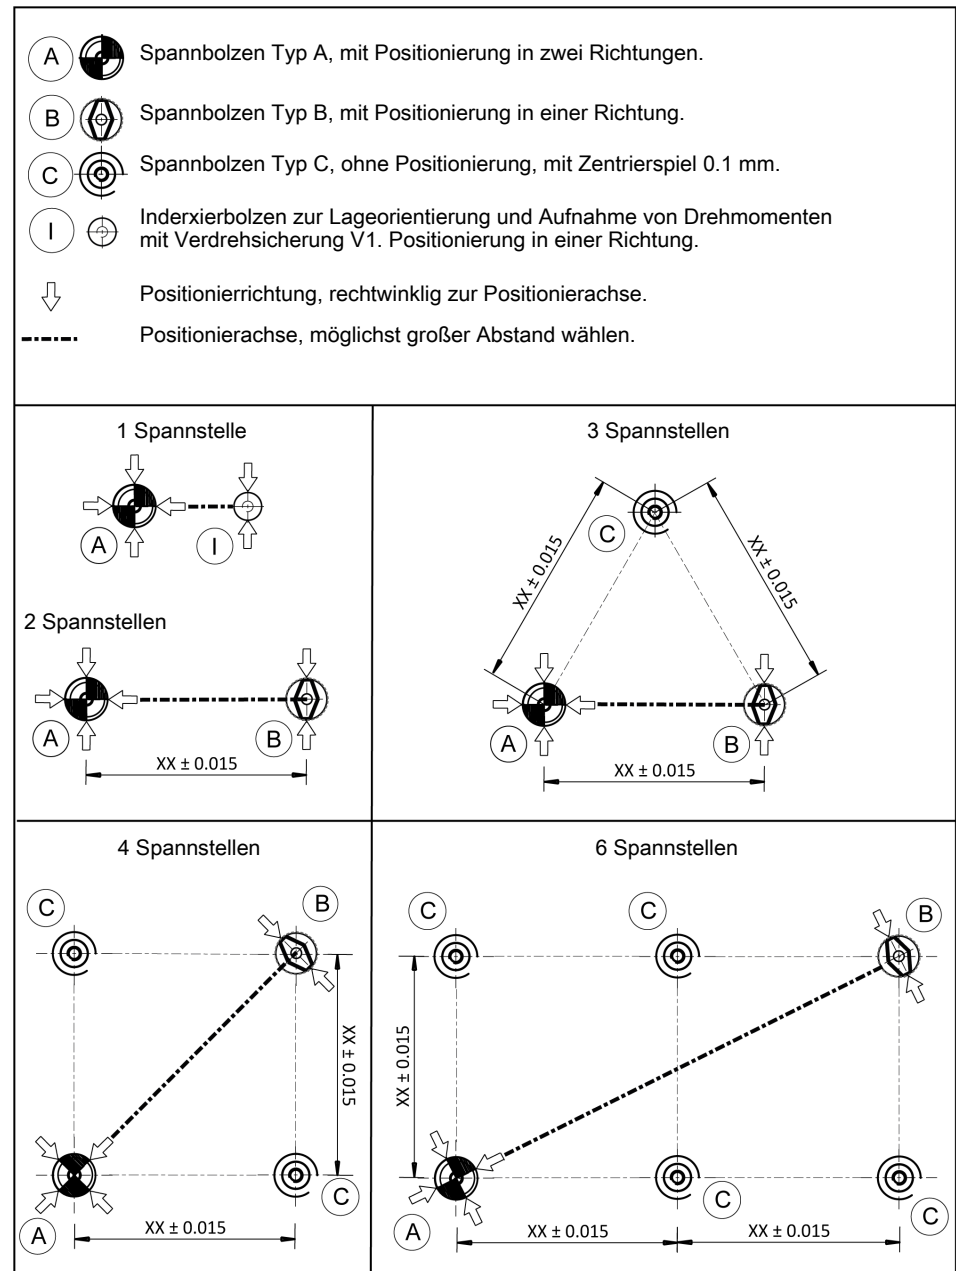 A Spannbolzen Typ A, mit Positionierung in zwei Richtungen.
B Spannbolzen Typ B, mit Positionierung in einer Richtung.
C Spannbolzen Typ C, ohne Positionierung, mit Zentrierspiel 0.1 mm.
I Inderxierbolzen zur Lageorientierung und Aufnahme von Drehmomenten
mit Verdrehsicherung V1. Positionierung in einer Richtung.
Positionierrichtung, rechtwinklig zur Positionierachse.
Positionierachse, möglichst großer Abstand wählen.
1 Spannstelle
A
I
2 Spannstellen
A
B
XX ± 0.015
3 Spannstellen
C
XX ± 0.015
XX ± 0.015
A
B
XX ± 0.015
4 Spannstellen
C
B
XX ± 0.015
A
C
XX ± 0.015
6 Spannstellen
C
C
B
XX ± 0.015
A
C
C
XX ± 0.015
XX ± 0.015